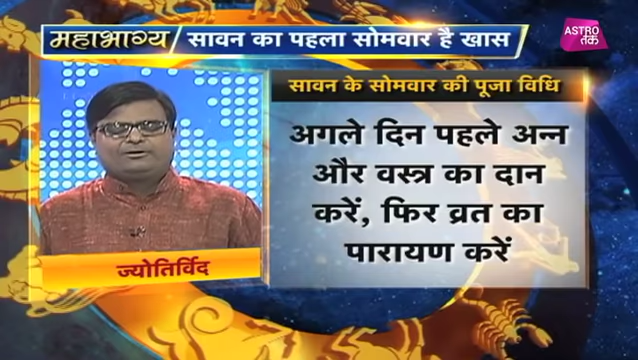 महाभाग्य सावन का पहला सोमवार है खास
ASTRO
तक
सावन के सोमवार की पूजा विधि
अगले दिन पहले अन्न
और वस्त्र का दान
करें, फिर व्रत का
पारायण करें
ज्योतिर्विद